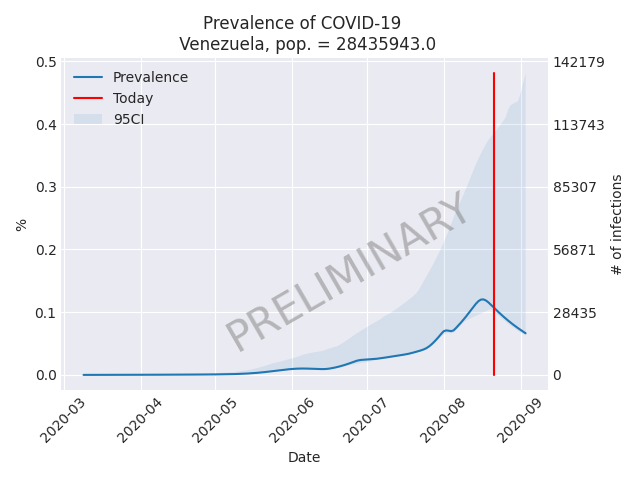 Prevalence of COVID-19
Venezuela, pop. = 28435943.0
Prevalence
Today
95CI
0.5
0.4
0.3
0.2
0.1
0.0
%
142179
113743
85307
56871
28435
0
# of infections
PRELIMINARY
2020-03
2020-04
2020-05
2020-06
2020-07
2020-08
2020-09
Date